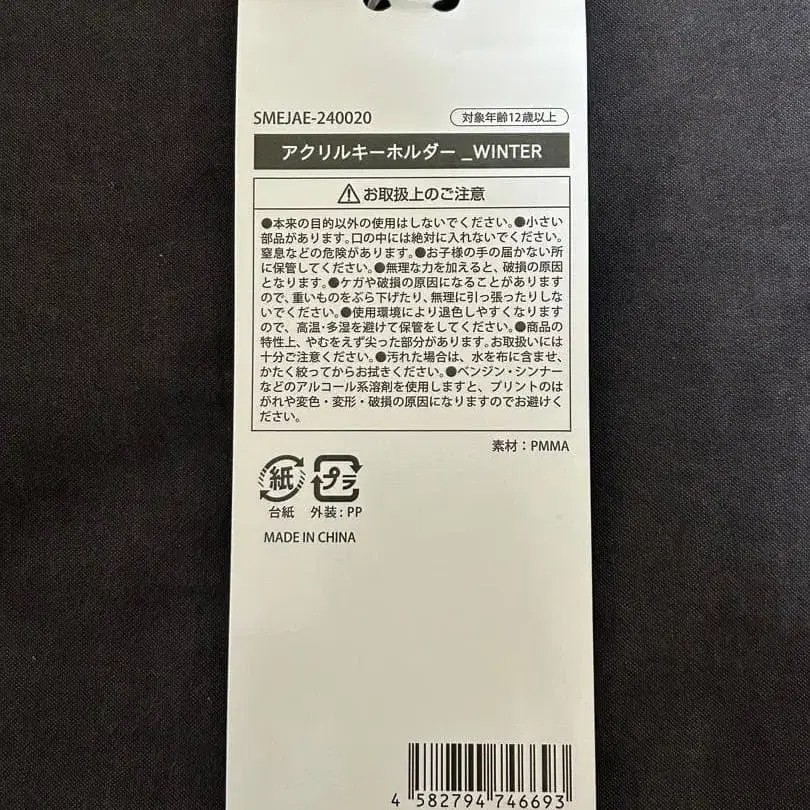 SMEJAE-240020
対象年齢12歳以上
アクリルキーホルダー _WINTER
お取扱上のご注意
●本来の目的以外の使用はしないでください。●小さい
部品があります。口の中には絶対に入れないでください。
窒息などの危険があります。●お子様の手の届かない所
に保管してください。●無理な力を加えると、破損の原因
となります。●ケガや破損の原因になることがあります
ので、重いものをぶら下げたり、無理に引っ張ったりしな
いでください。●使用環境により退色しやすくなります
ので、高温・多湿を避けて保管をしてください。●商品の
特性上、やむをえず尖った部分があります。お取扱いには
十分ご注意ください。●汚れた場合は、水を布に含ませ、
かたく絞ってからお拭きください。●ベンジン・シンナー
などのアルコール系溶剤を使用しますと、プリントのは
がれや変色・変形・破損の原因になりますのでお避けく
ださい。
素材：PMMA
紙 プラ
台紙 外装：PP
MADE IN CHINA
4 582794 746693